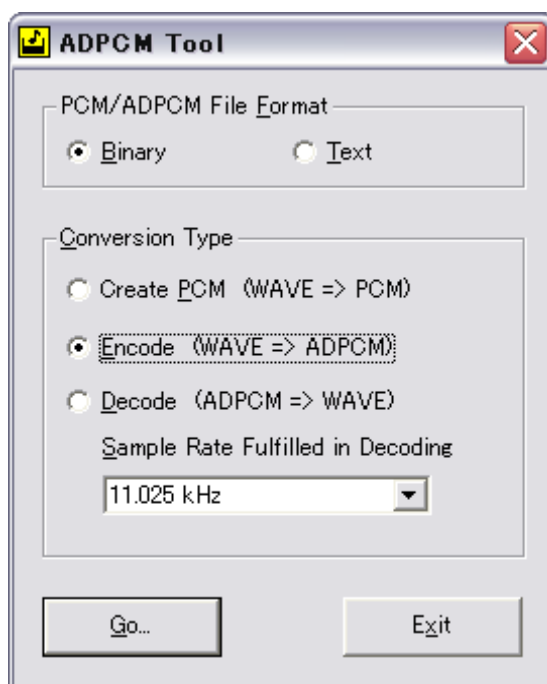 ADPCM Tool
PCM/ADPCM File Format
Binary Text
Conversion Type
Create PCM (WAVE => PCM)
Encode (WAVE => ADPCM)
Decode (ADPCM => WAVE)
Sample Rate Fulfilled in Decoding
11.025 kHz
Go... Exit